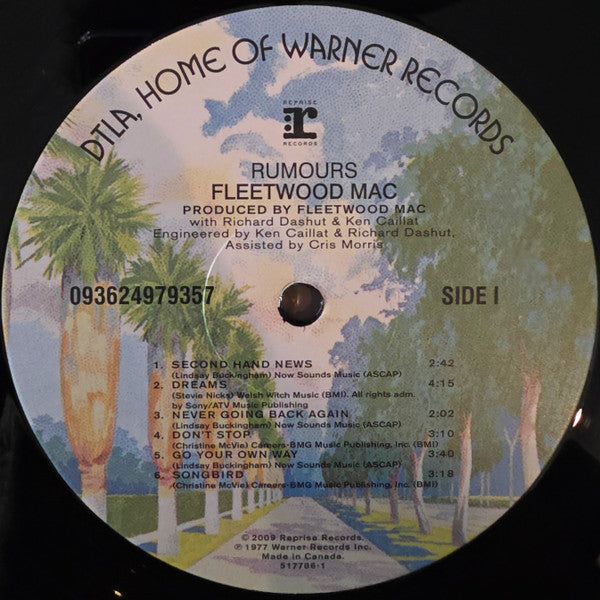 DTLA, HOME OF WARNER RECORDS
REPRISE
r
RECORDS
RUMOURS
FLEETWOOD MAC
PRODUCED BY FLEETWOOD MAC
with Richard Dashut & Ken Caillat
Engineered by Ken Caillat & Richard Dashut,
Assisted by Cris Morris
093624979357 SIDE I
1. SECOND HAND NEWS 2:42
(Lindsay Buckingham) Now Sounds Music (ASCAP)
2. DREAMS 4:15
(Stevie Nicks) Welsh Witch Music (BMI). All rights adm.
by Sony/ATV Music Publishing
3. NEVER GOING BACK AGAIN 2:02
(Lindsay Buckingham) Now Sounds Music (ASCAP)
4. DON'T STOP 3:10
(Christine McVie) Careers-BMG Music Publishing, Inc. (BMI)
5. GO YOUR OWN WAY 3:40
(Lindsay Buckingham) Now Sounds Music (ASCAP)
6. SONGBIRD 3:18
(Christine McVie) Careers-BMG Music Publishing, Inc. (BMI)
© 2009 Reprise Records.
℗ 1977 Warner Records Inc.
Made in Canada.
517786-1